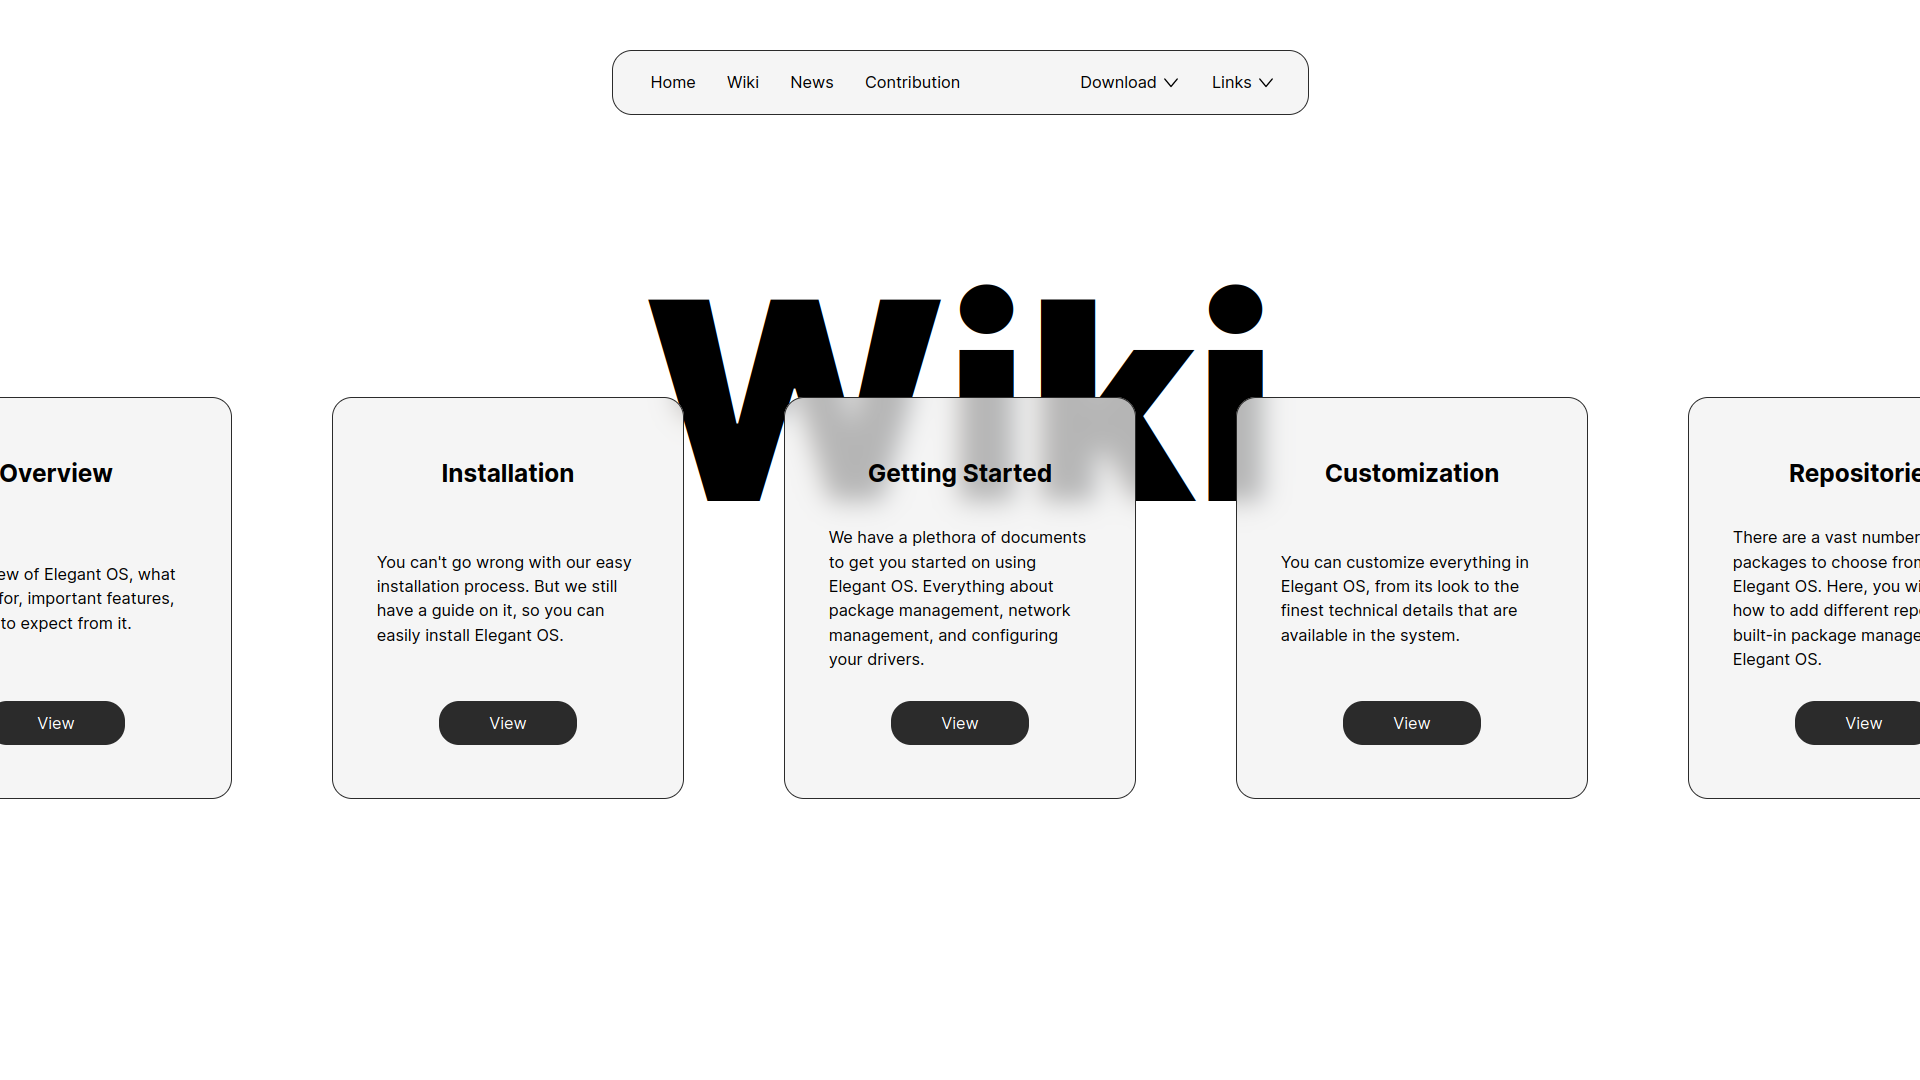 Home Wiki News Contribution Download Links
Wiki
Overview
ew of Elegant OS, what
for, important features,
to expect from it.
View
Installation
You can't go wrong with our easy
installation process. But we still
have a guide on it, so you can
easily install Elegant OS.
View
Getting Started
We have a plethora of documents
to get you started on using
Elegant OS. Everything about
package management, network
management, and configuring
your drivers.
View
Customization
You can customize everything in
Elegant OS, from its look to the
finest technical details that are
available in the system.
View
Repositorie
There are a vast number
packages to choose from
Elegant OS. Here, you wi
how to add different rep
built-in package manage
Elegant OS.
View